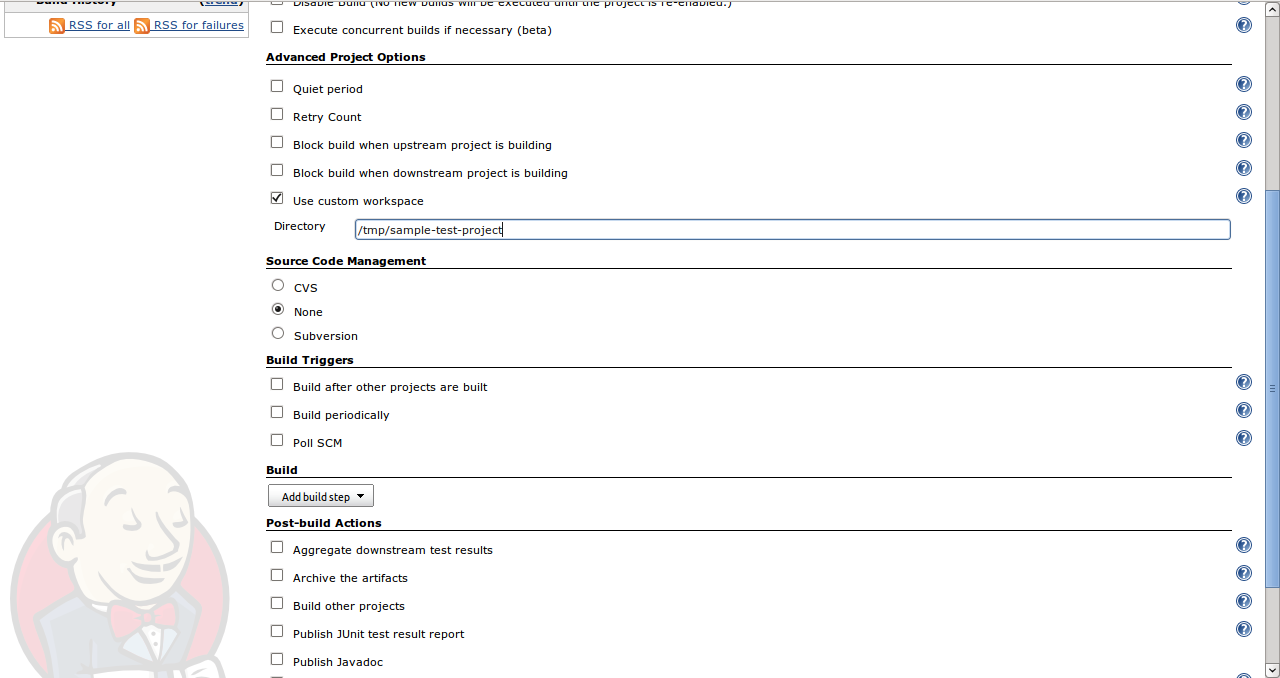 Build History (trend)
RSS for all RSS for failures
Disable Build (No new builds will be executed until the project is re-enabled.)
Execute concurrent builds if necessary (beta)
Advanced Project Options
Quiet period
Retry Count
Block build when upstream project is building
Block build when downstream project is building
Use custom workspace
Directory /tmp/sample-test-project
Source Code Management
CVS
None
Subversion
Build Triggers
Build after other projects are built
Build periodically
Poll SCM
Build
Add build step
Post-build Actions
Aggregate downstream test results
Archive the artifacts
Build other projects
Publish JUnit test result report
Publish Javadoc